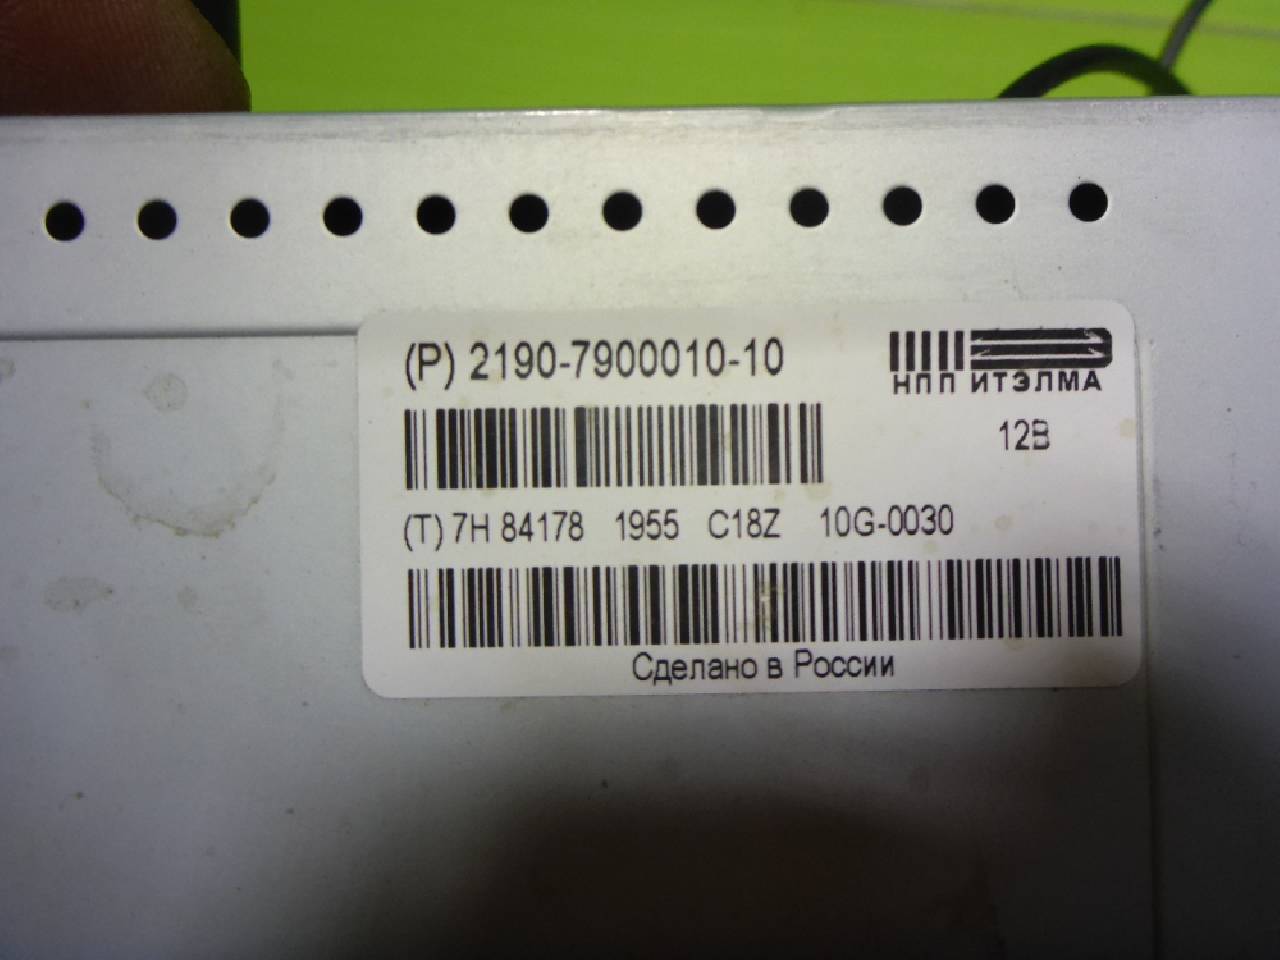 (P) 2190-7900010-10
НПП ИТЭЛМА
12В
(T) 7H 84178 1955 C18Z 10G-0030
Сделано в России